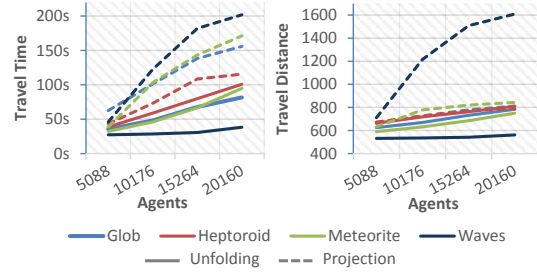 200s
150s
100s
50s
0s
Travel Time
5088 10176 15264 20160
Agents
1600
1400
1200
1000
800
600
400
Travel Distance
5088 10176 15264 20160
Agents
Glob Heptoroid Meteorite Waves
Unfolding Projection